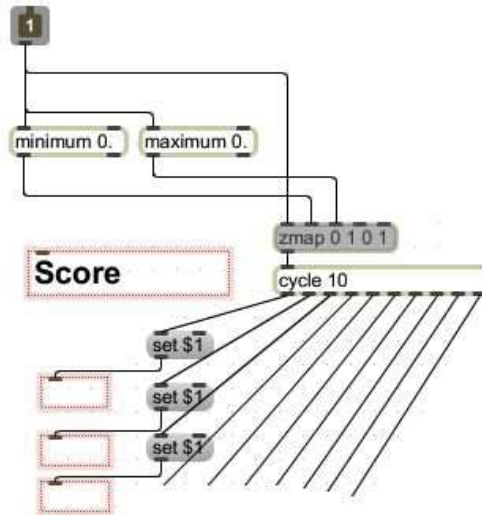 1
minimum 0.
maximum 0.
zmap 0 1 0 1
Score
cycle 10
set $1
set $1
set $1